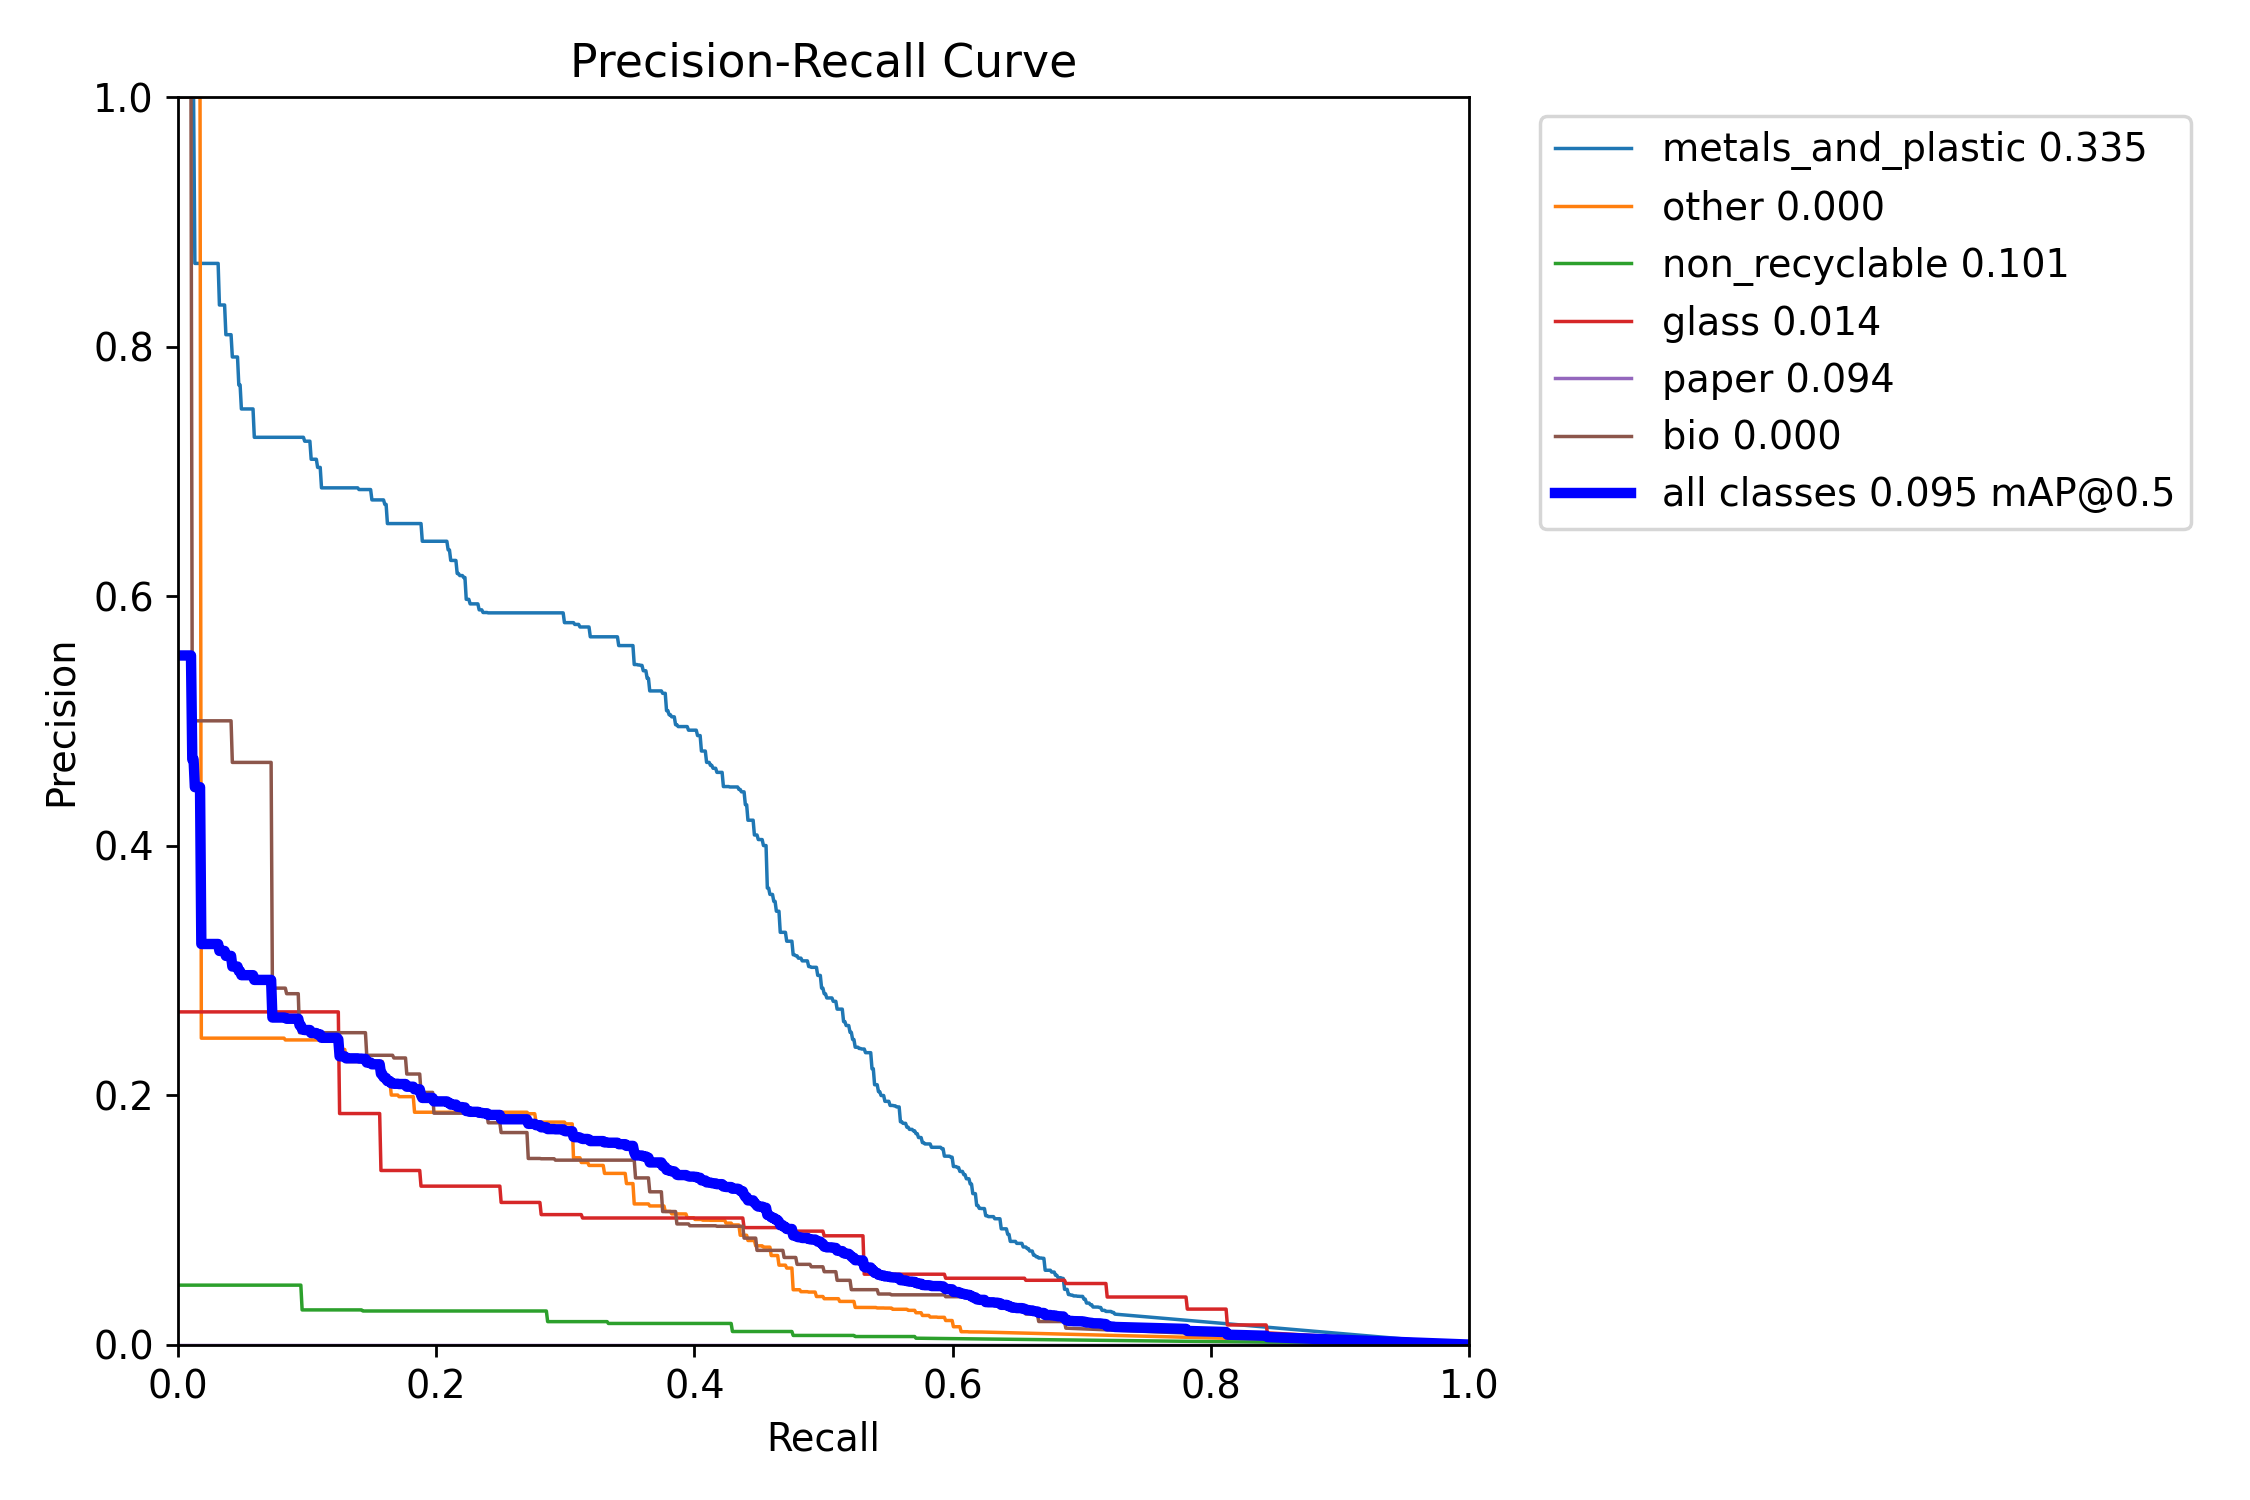 Precision-Recall Curve
1.0
0.8
0.6
0.4
0.2
0.0
Precision
0.0 0.2 0.4 0.6 0.8 1.0
Recall
metals_and_plastic 0.335
other 0.000
non_recyclable 0.101
glass 0.014
paper 0.094
bio 0.000
all classes 0.095 mAP@0.5